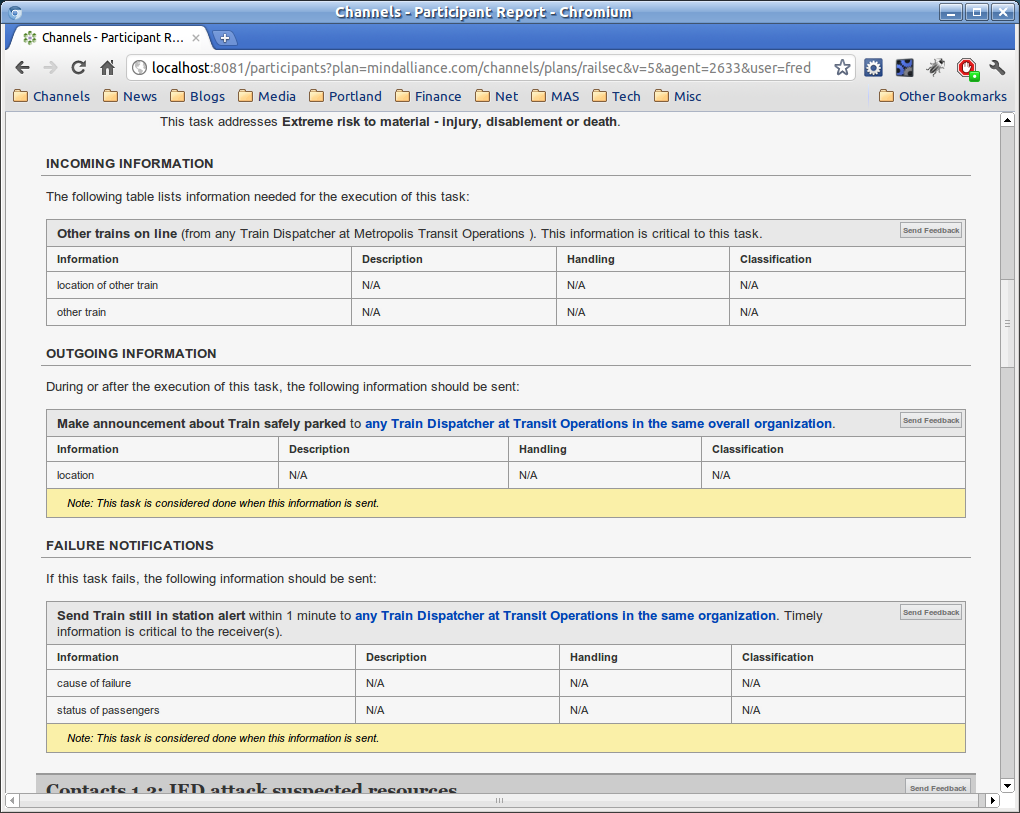 Channels - Participant Report - Chromium
Channels - Participant R...
localhost:8081/participants?plan=mindalliance.com/channels/plans/railsec&v=5&agent=2633&user=fred
Channels News Blogs Media Portland Finance Net MAS Tech Misc Other Bookmarks
This task addresses Extreme risk to material - injury, disablement or death.
INCOMING INFORMATION
The following table lists information needed for the execution of this task:
Other trains on line (from any Train Dispatcher at Metropolis Transit Operations ). This information is critical to this task. Send Feedback
Information Description Handling Classification
location of other train N/A N/A N/A
other train N/A N/A N/A
OUTGOING INFORMATION
During or after the execution of this task, the following information should be sent:
Make announcement about Train safely parked to any Train Dispatcher at Transit Operations in the same overall organization. Send Feedback
Information Description Handling Classification
location N/A N/A N/A
Note: This task is considered done when this information is sent.
FAILURE NOTIFICATIONS
If this task fails, the following information should be sent:
Send Train still in station alert within 1 minute to any Train Dispatcher at Transit Operations in the same organization. Timely Send Feedback
information is critical to the receiver(s).
Information Description Handling Classification
cause of failure N/A N/A N/A
status of passengers N/A N/A N/A
Note: This task is considered done when this information is sent.
Contacts 1.2: IED attack suspected resources Send Feedback